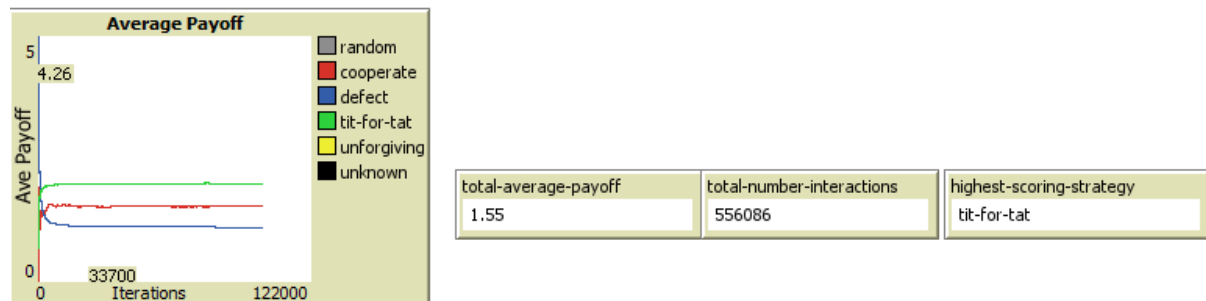 Average Payoff
5
4.26
Ave Payoff
0
33700
0 Iterations 122000
random
cooperate
defect
tit-for-tat
unforgiving
unknown
total-average-payoff
1.55
total-number-interactions
556086
highest-scoring-strategy
tit-for-tat